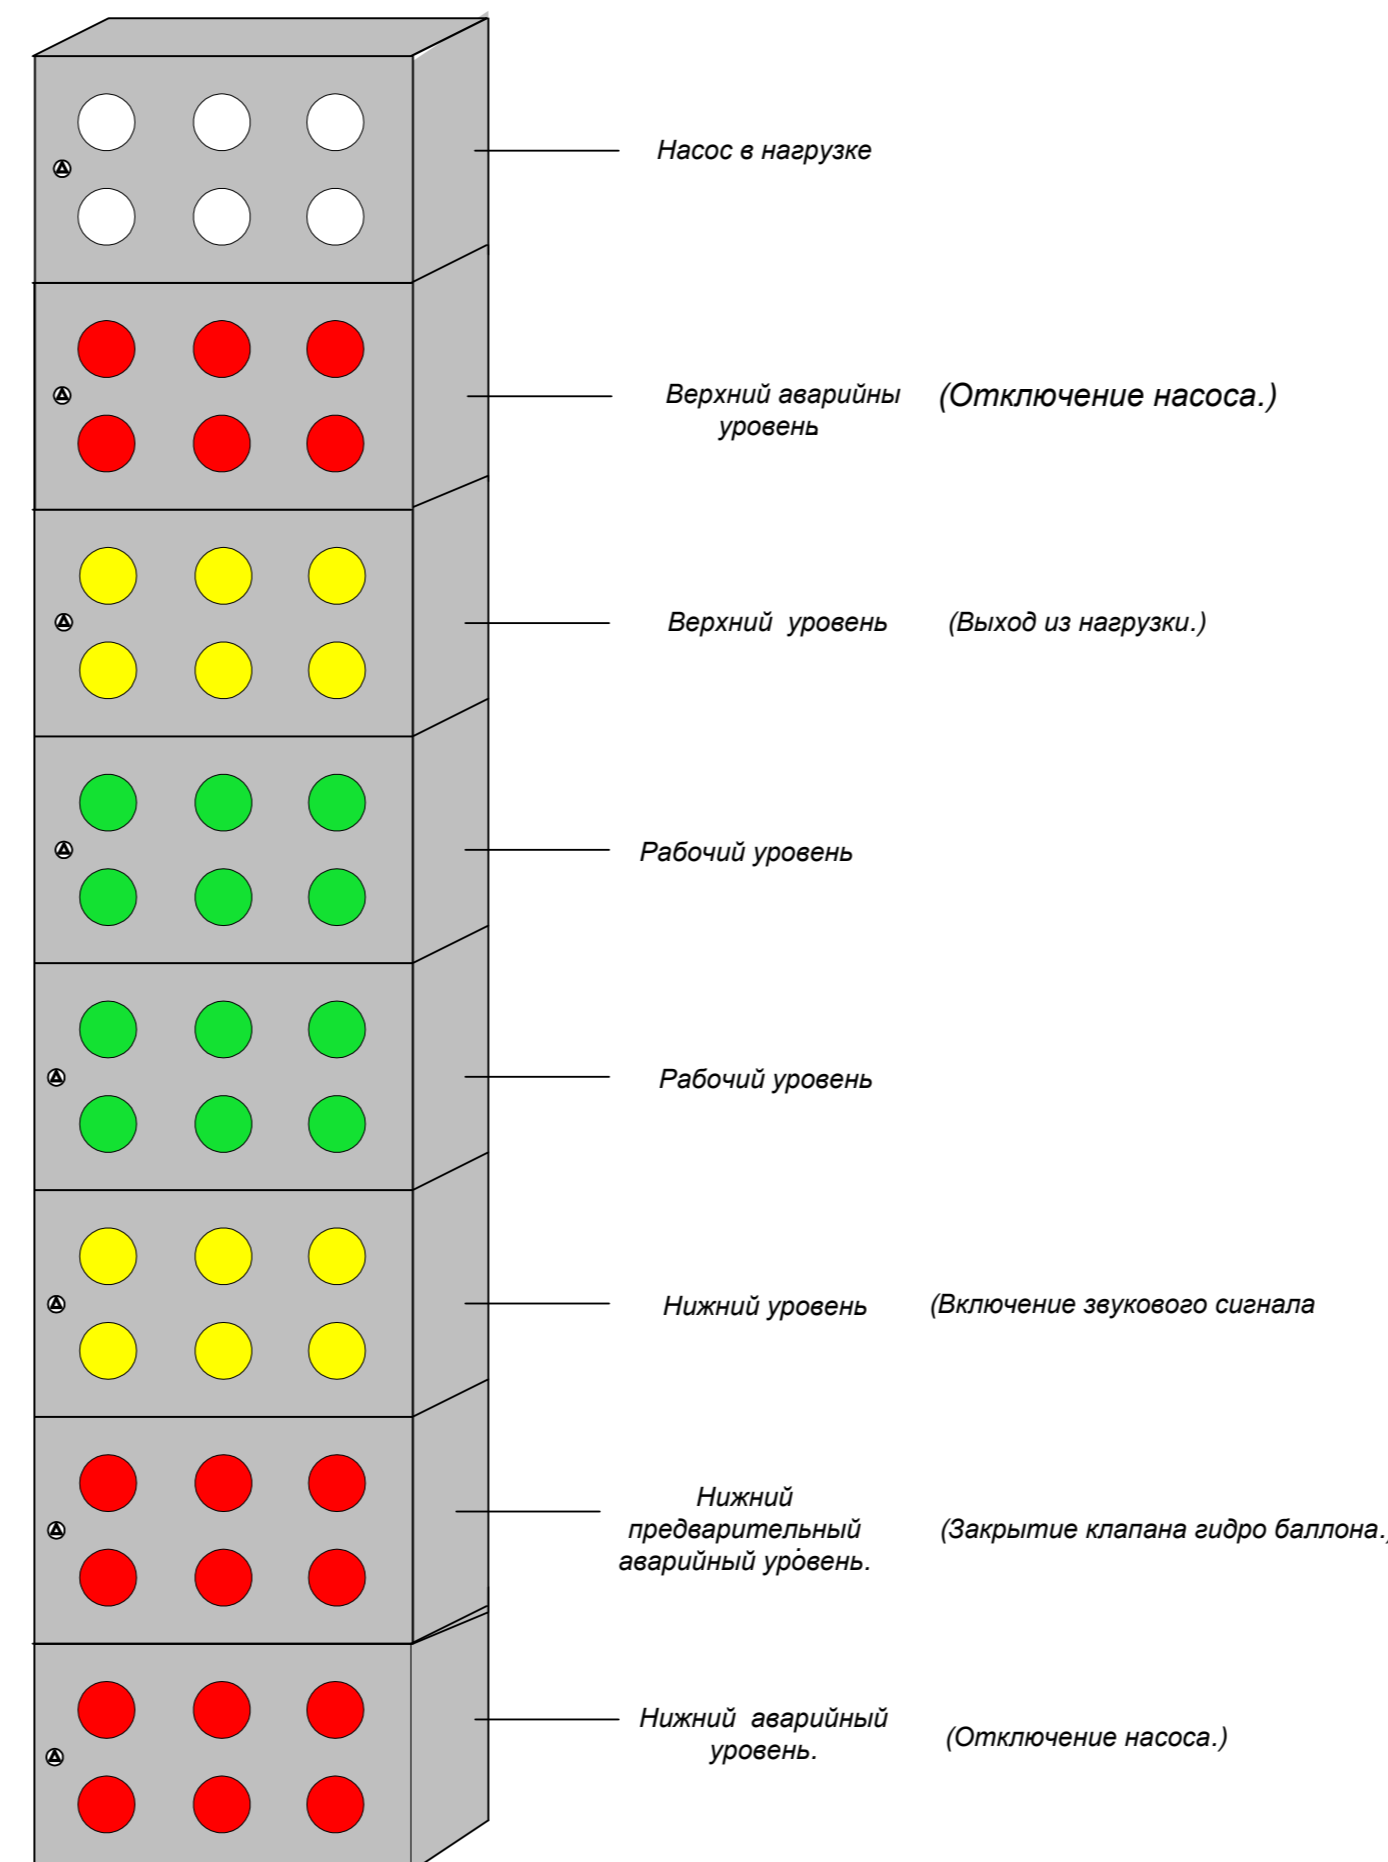 Насос в нагрузке
Верхний аварийны (Отключение насоса.)
уровень
Верхний уровень (Выход из нагрузки.)
Рабочий уровень
Рабочий уровень
Нижний уровень (Включение звукового сигнала
Нижний
предварительный (Закрытие клапана гидро баллона.)
аварийный уровень.
Нижний аварийный (Отключение насоса.)
уровень.